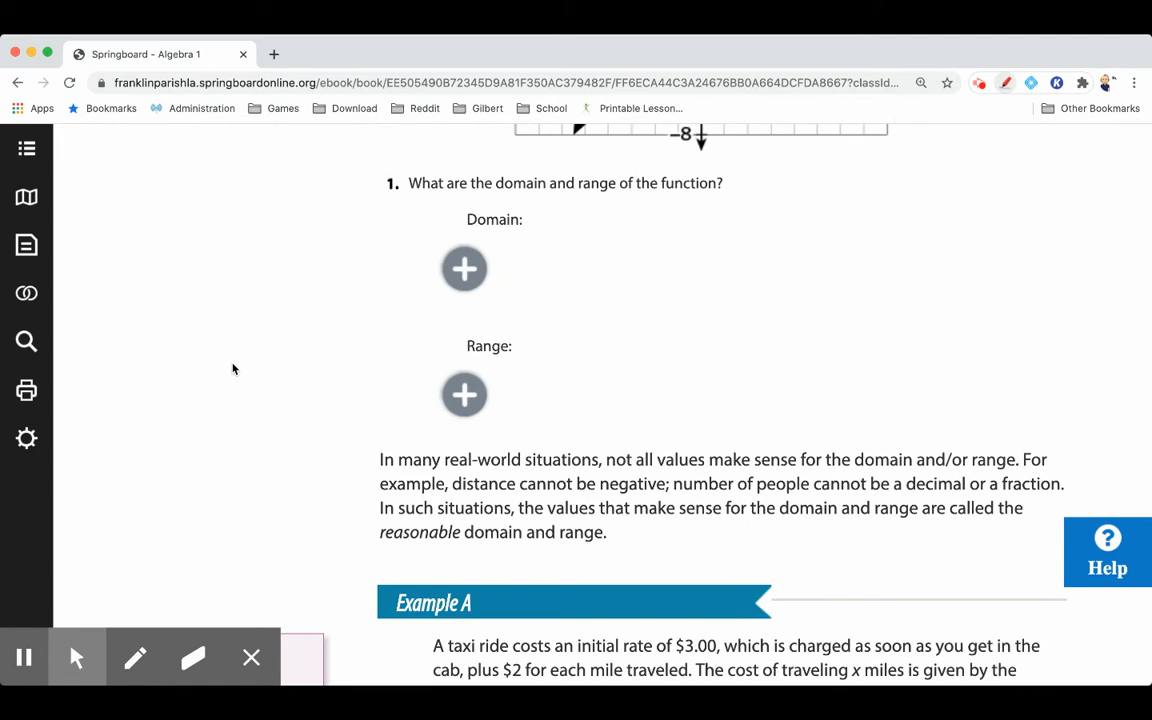 Springboard - Algebra 1
franklinparishla.springboardonline.org/ebook/book/EE505490B72345D9A81F350AC379482F/FF6ECA44C3A24676BB0A664DCFDA8667?classId...
Apps Bookmarks Administration Games Download Reddit Gilbert School Printable Lesson... Other Bookmarks
-8
1. What are the domain and range of the function?
Domain:
Range:
In many real-world situations, not all values make sense for the domain and/or range. For
example, distance cannot be negative; number of people cannot be a decimal or a fraction.
In such situations, the values that make sense for the domain and range are called the
reasonable domain and range.
Help
Example A
A taxi ride costs an initial rate of $3.00, which is charged as soon as you get in the
cab, plus $2 for each mile traveled. The cost of traveling x miles is given by the